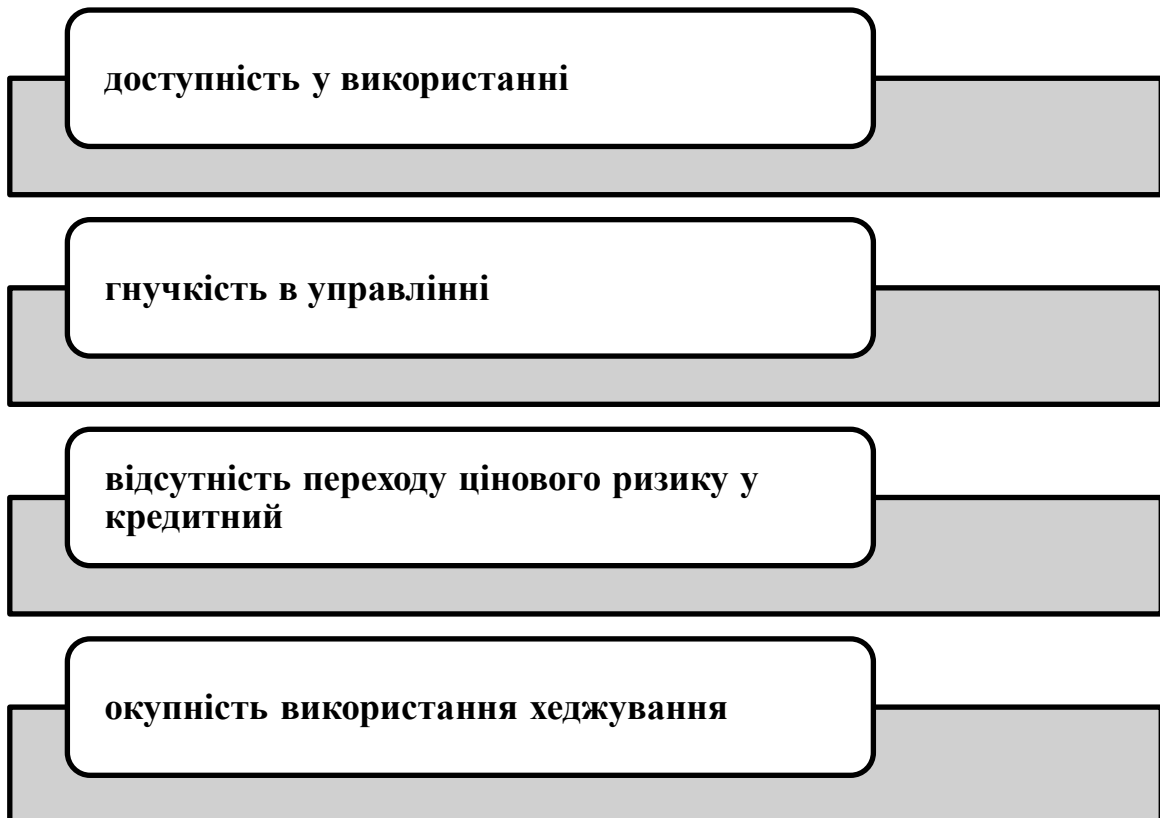 доступність у використанні
гнучкість в управлінні
відсутність переходу цінового ризику у
кредитний
окупність використання хеджування